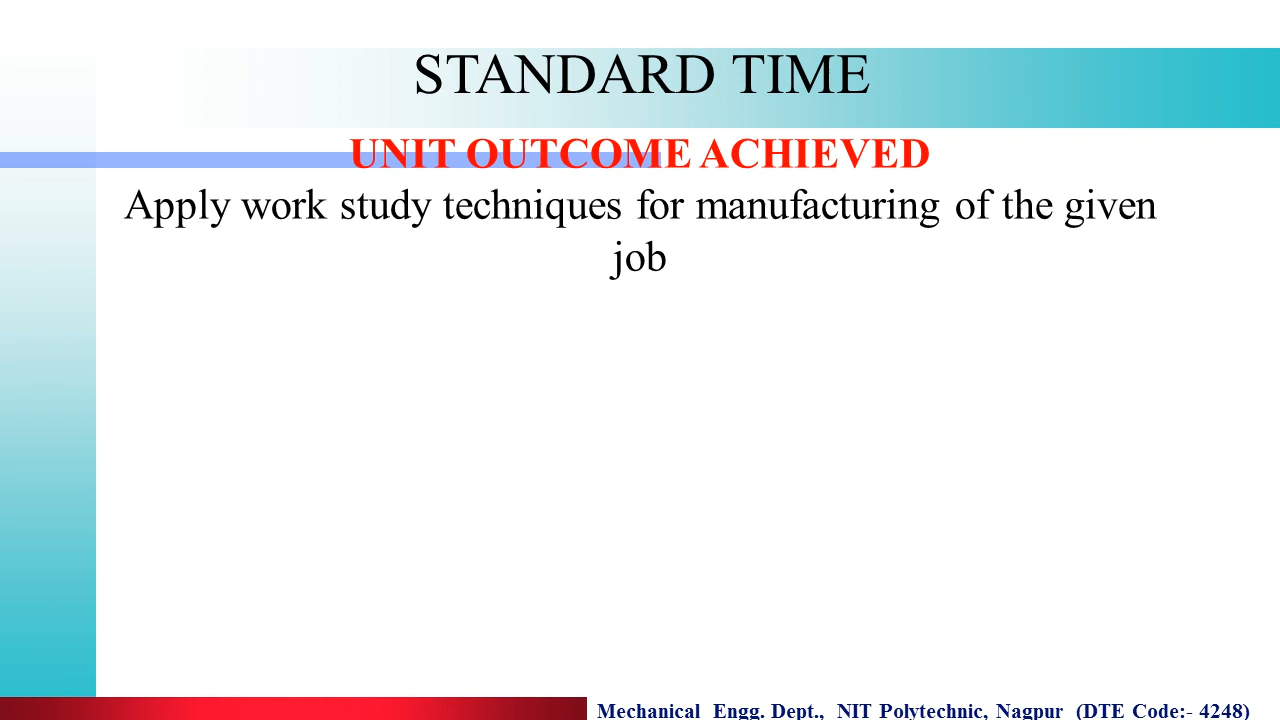 STANDARD TIME
UNIT OUTCOME ACHIEVED
Apply work study techniques for manufacturing of the given
job
Mechanical Engg. Dept., NIT Polytechnic, Nagpur (DTE Code:- 4248)